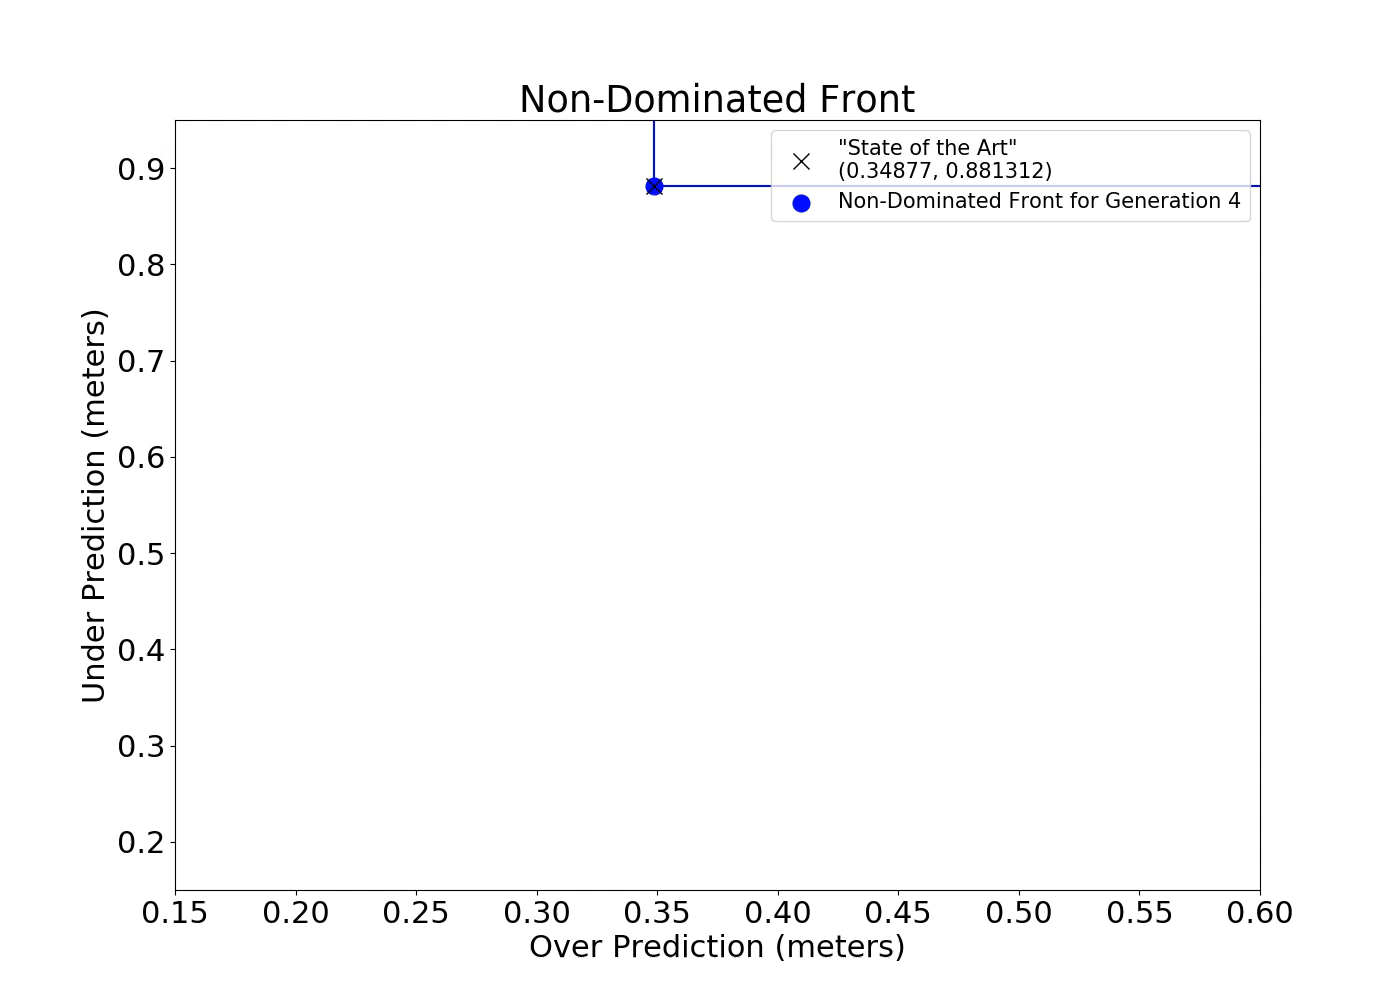 Non-Dominated Front
"State of the Art"
(0.34877, 0.881312)
Non-Dominated Front for Generation 4
Under Prediction (meters)
0.9
0.8
0.7
0.6
0.5
0.4
0.3
0.2
0.15 0.20 0.25 0.30 0.35 0.40 0.45 0.50 0.55 0.60
Over Prediction (meters)